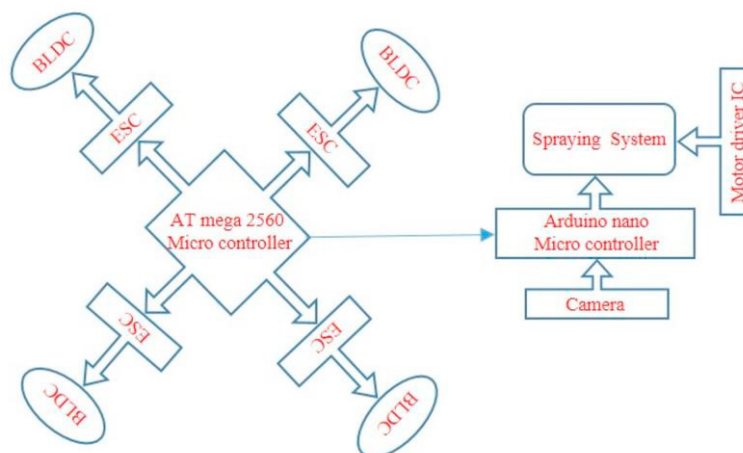 BLDC
BLDC
ESC
ESC
AT mega 2560
Micro controller
ESC
ESC
BLDC
BLDC
Spraying System
Motor driver IC
Arduino nano
Micro controller
Camera